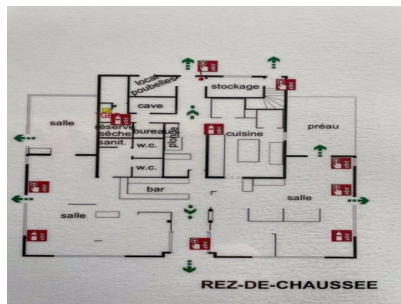 local
poubelles
stockage
cave
salle
réserve
sèche
bureau
plonge
cuisine
préau
sanit.
w.c.
w.c.
bar
salle
salle
REZ-DE-CHAUSSEE